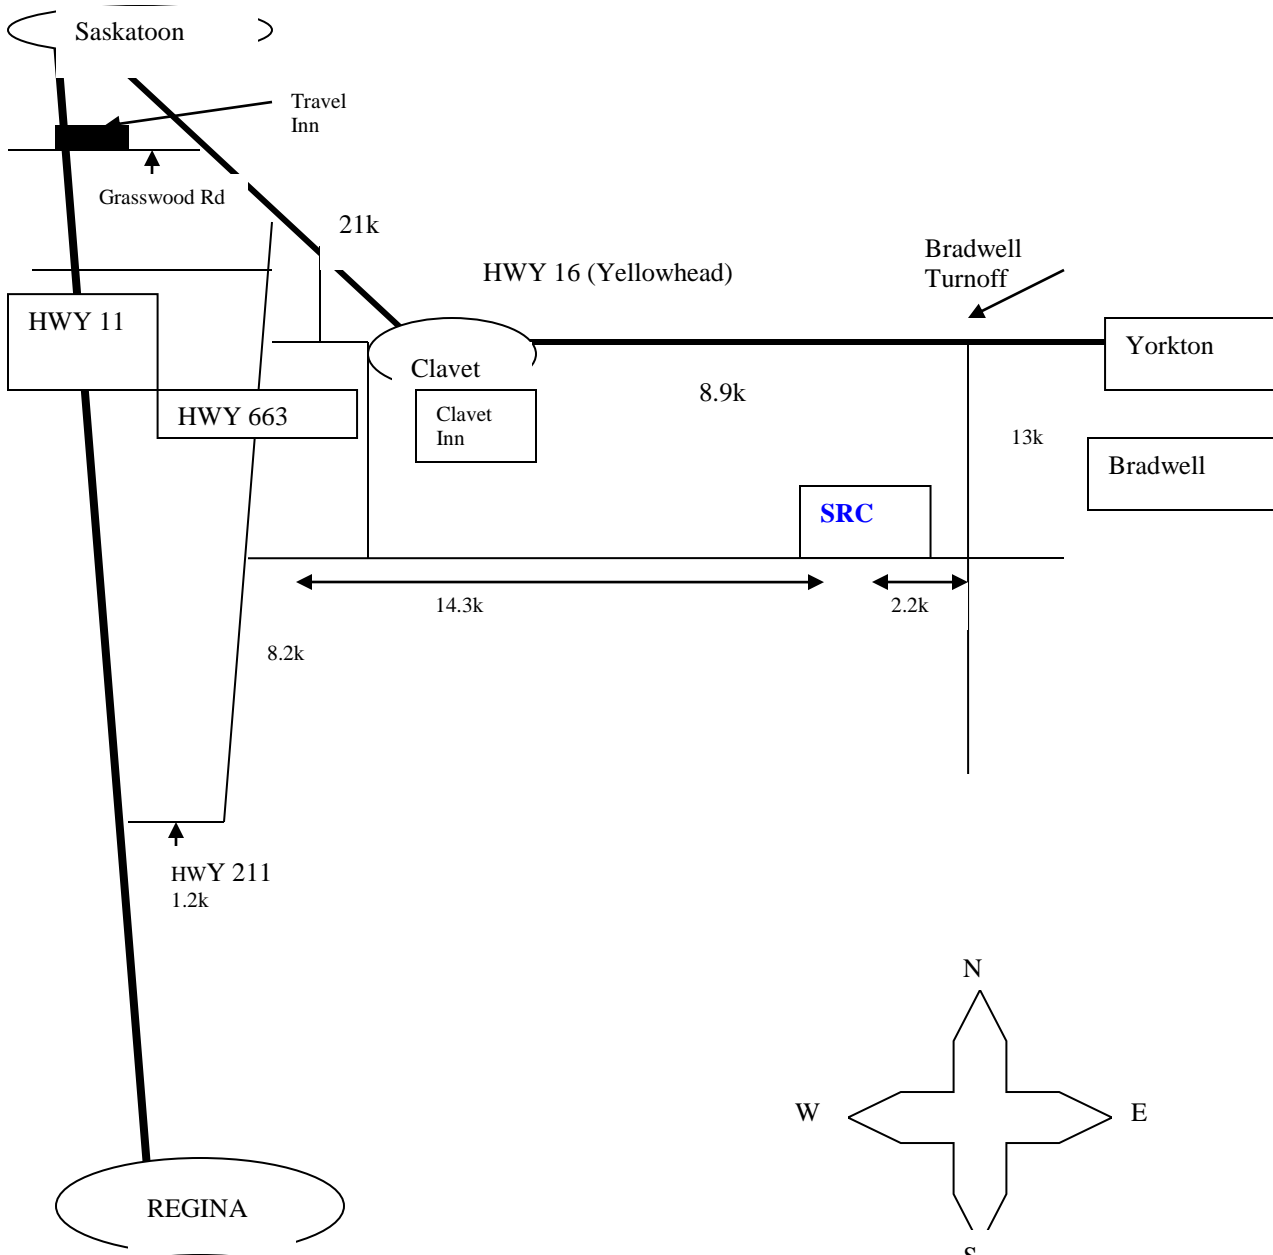 Saskatoon
Travel
Inn
Grasswood Rd
21k
Bradwell
Turnoff
HWY 16 (Yellowhead)
HWY 11
Yorkton
Clavet
8.9k
HWY 663
Clavet
Inn
13k
Bradwell
SRC
14.3k
2.2k
8.2k
HWY 211
1.2k
N
W
E
REGINA
S